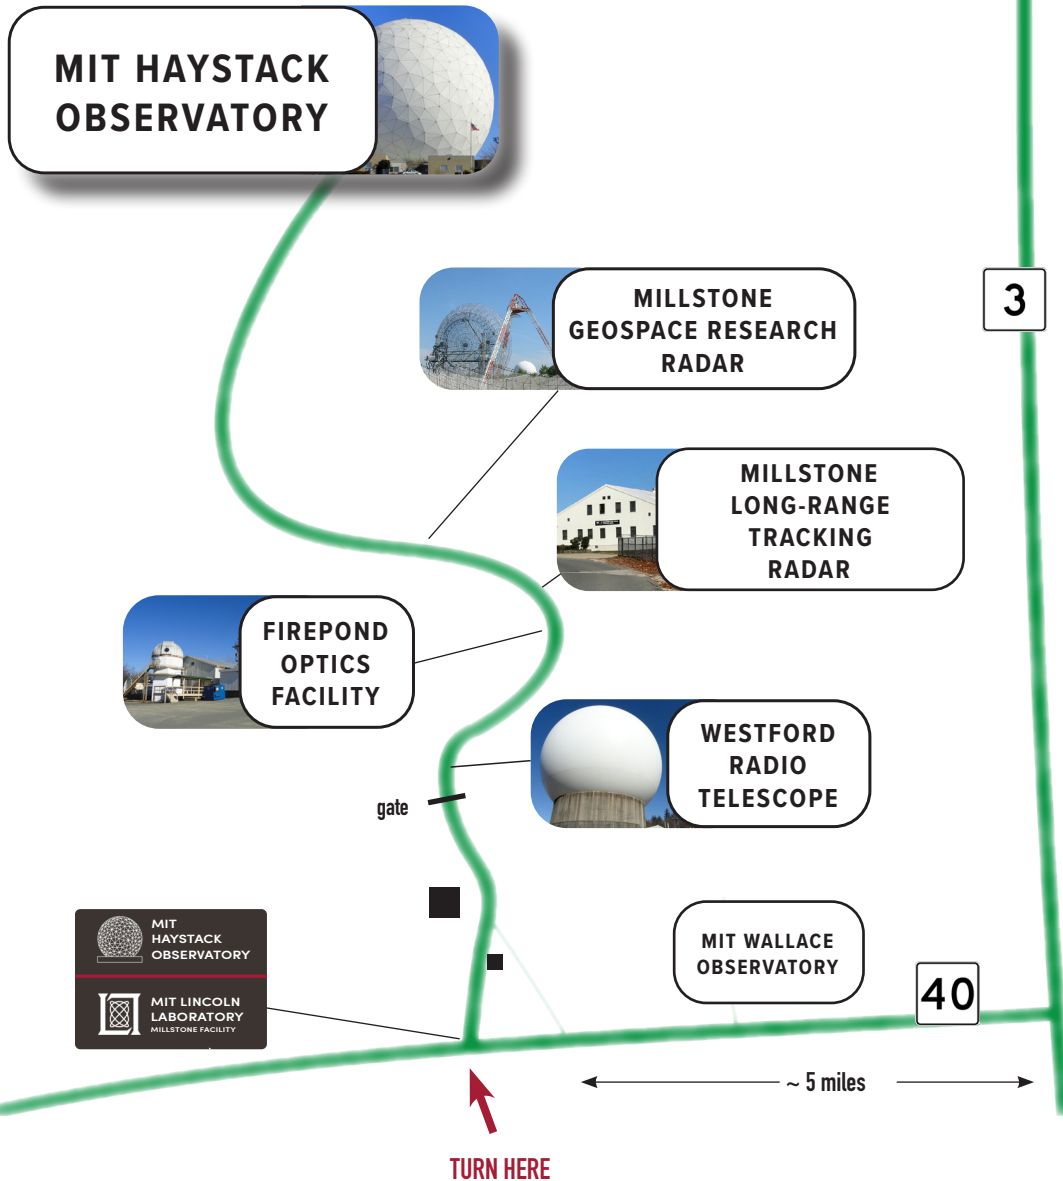 MIT HAYSTACK
OBSERVATORY
3
MILLSTONE
GEOSPACE RESEARCH
RADAR
MILLSTONE
LONG-RANGE
TRACKING
RADAR
FIREPOND
OPTICS
FACILITY
WESTFORD
RADIO
TELESCOPE
gate
MIT
HAYSTACK
OBSERVATORY
MIT LINCOLN
LABORATORY
MILLSTONE FACILITY
MIT WALLACE
OBSERVATORY
40
~ 5 miles
TURN HERE